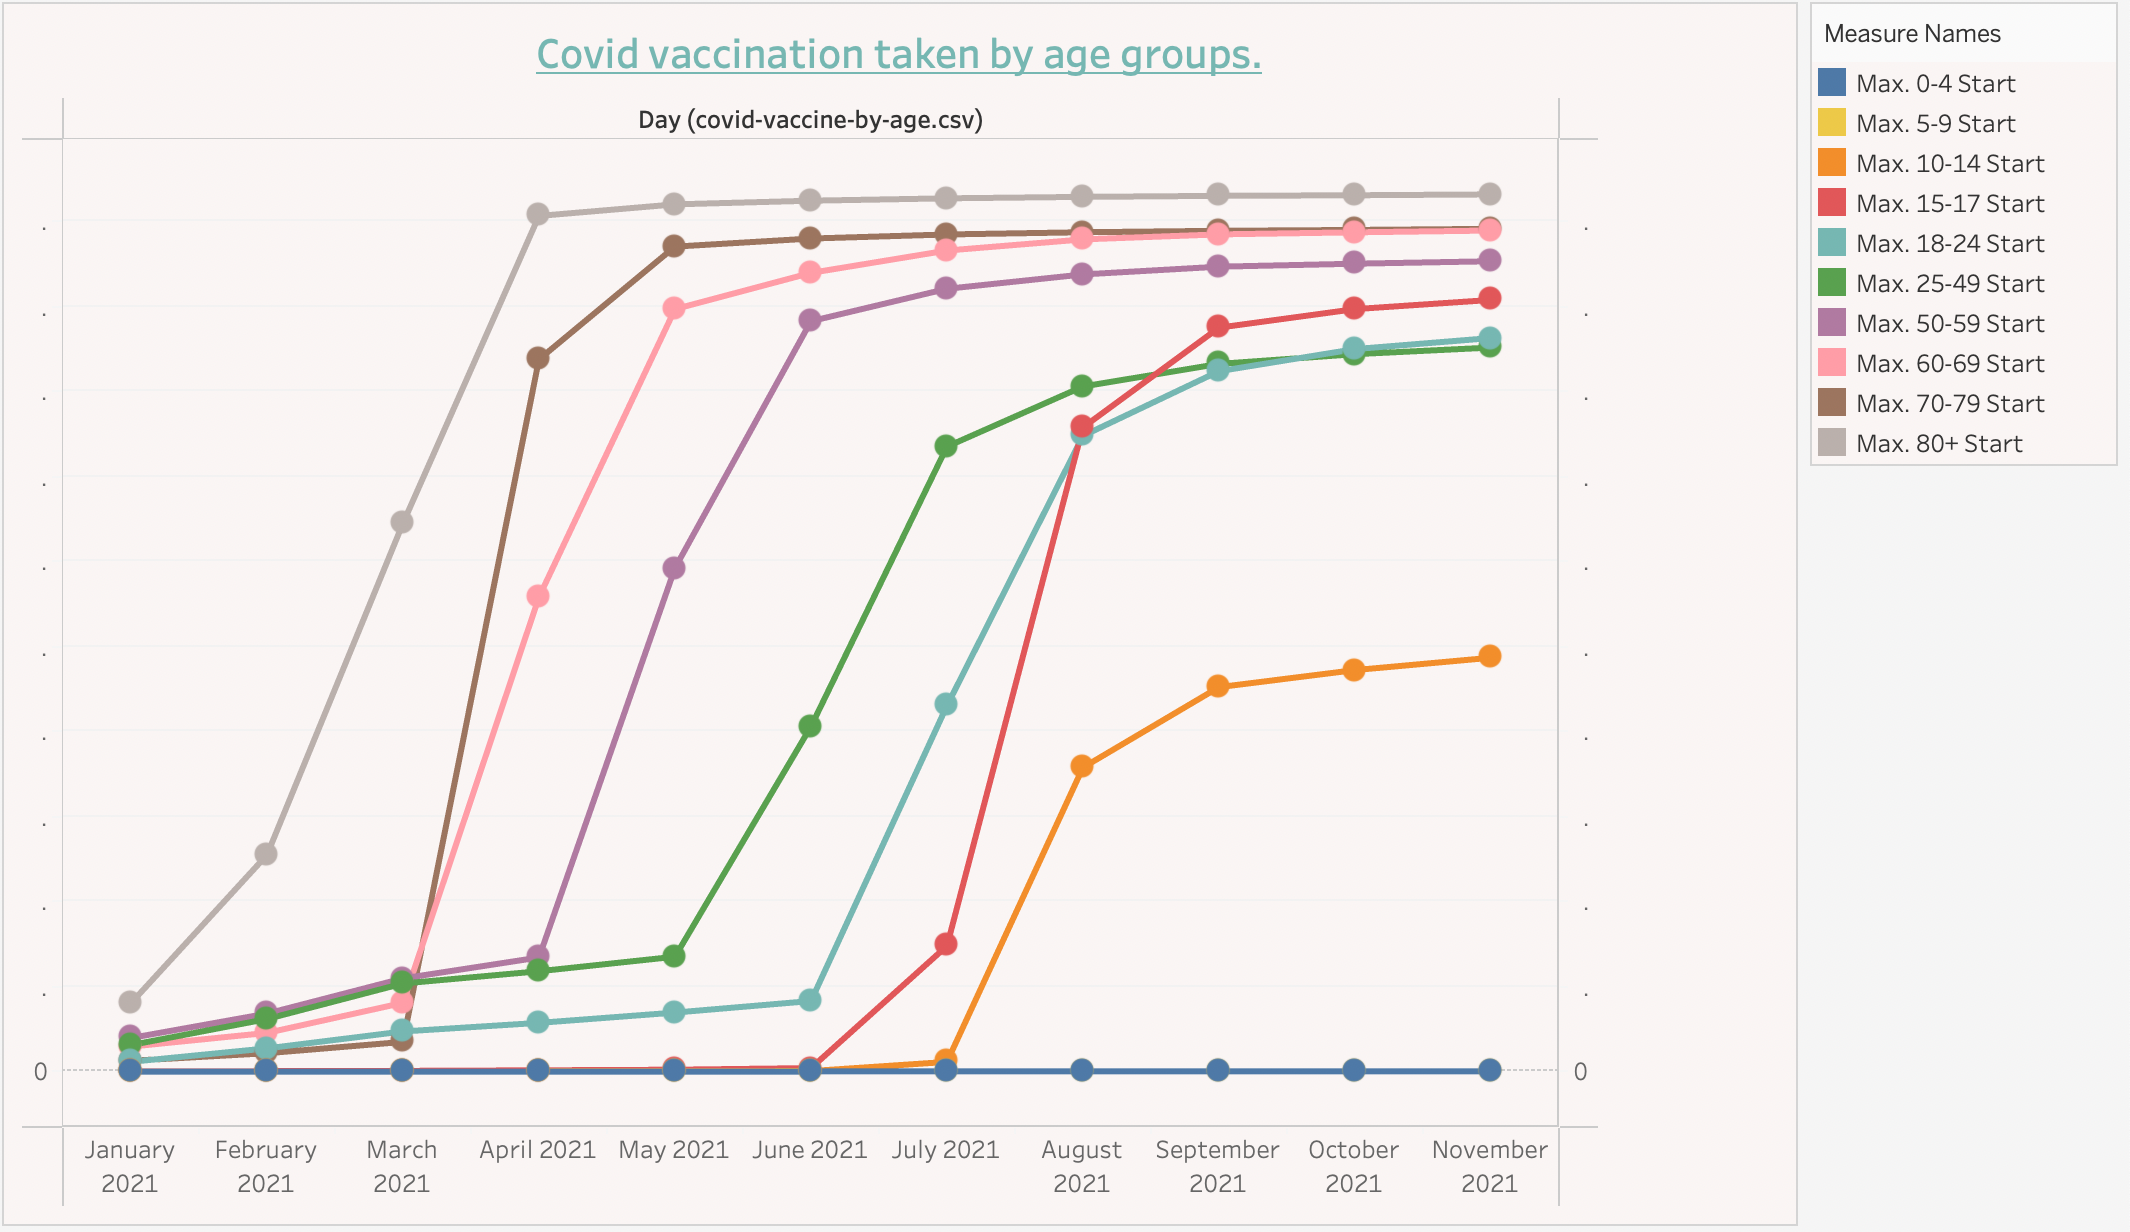 Covid vaccination taken by age groups.
Day (covid-vaccine-by-age.csv)
0
0
January 2021
February 2021
March 2021
April 2021
May 2021
June 2021
July 2021
August 2021
September 2021
October 2021
November 2021
Measure Names
Max. 0-4 Start
Max. 5-9 Start
Max. 10-14 Start
Max. 15-17 Start
Max. 18-24 Start
Max. 25-49 Start
Max. 50-59 Start
Max. 60-69 Start
Max. 70-79 Start
Max. 80+ Start